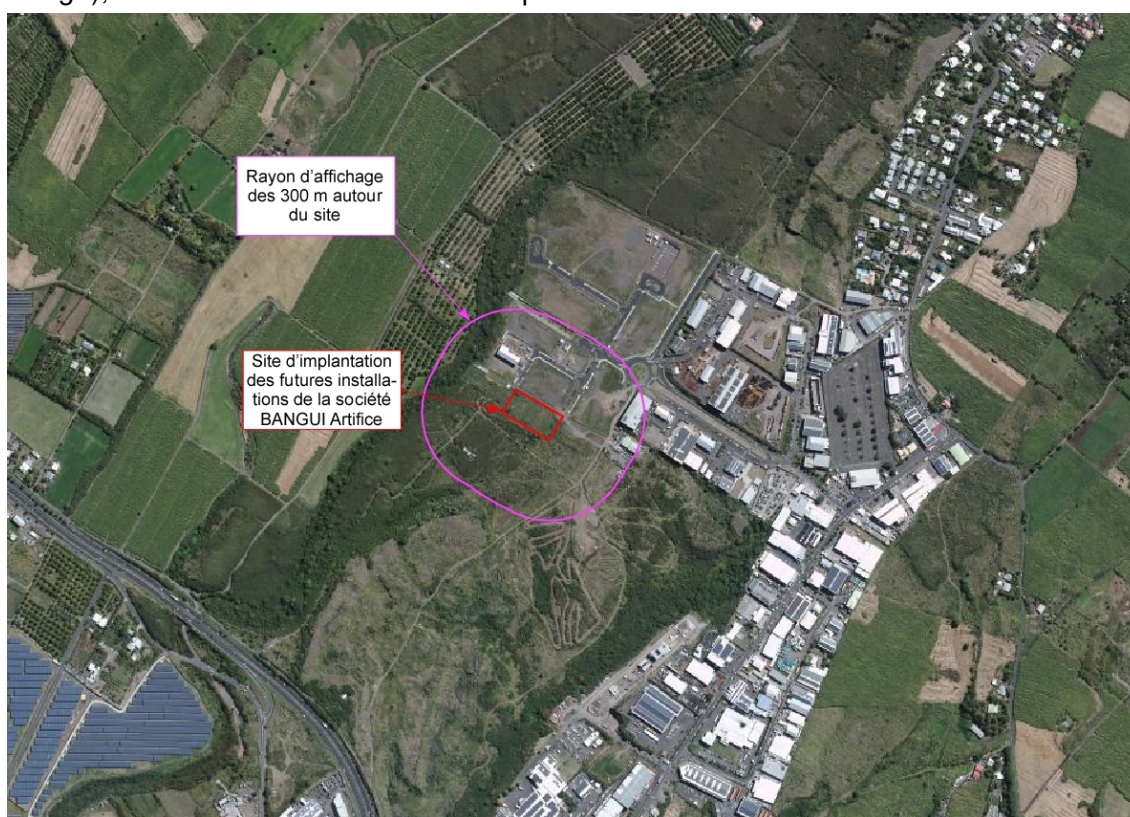 Rayon d’affichage
des 300 m autour
du site
Site d’implantation
des futures installa-
tions de la société
BANGUI Artifice